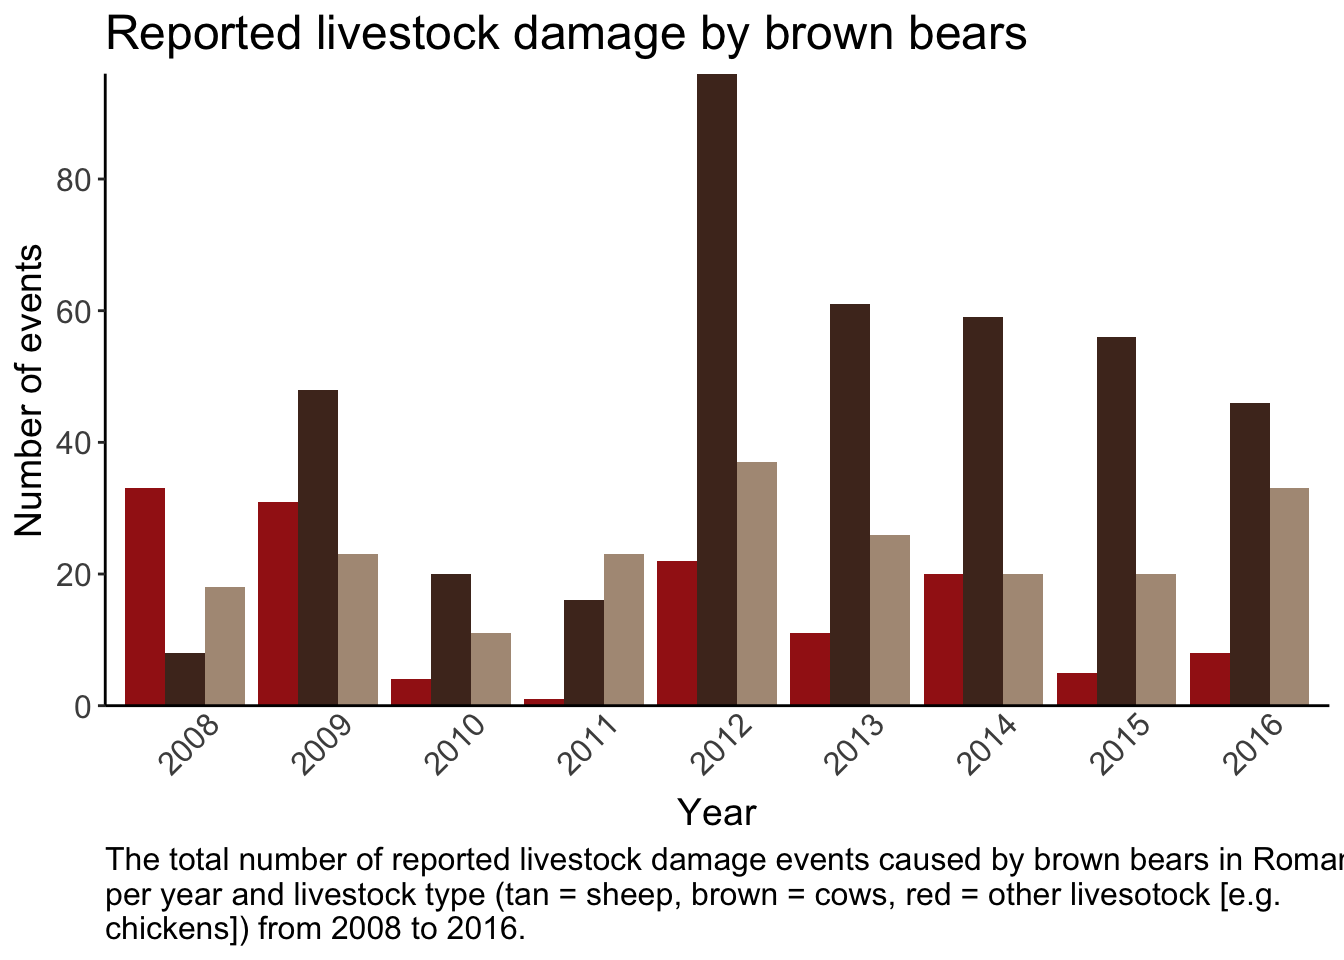 Reported livestock damage by brown bears
Number of events
80
60
40
20
0
2008 2009 2010 2011 2012 2013 2014 2015 2016
Year
The total number of reported livestock damage events caused by brown bears in
per year and livestock type (tan = sheep, brown = cows, red = other livesotock [e.g.
chickens]) from 2008 to 2016.